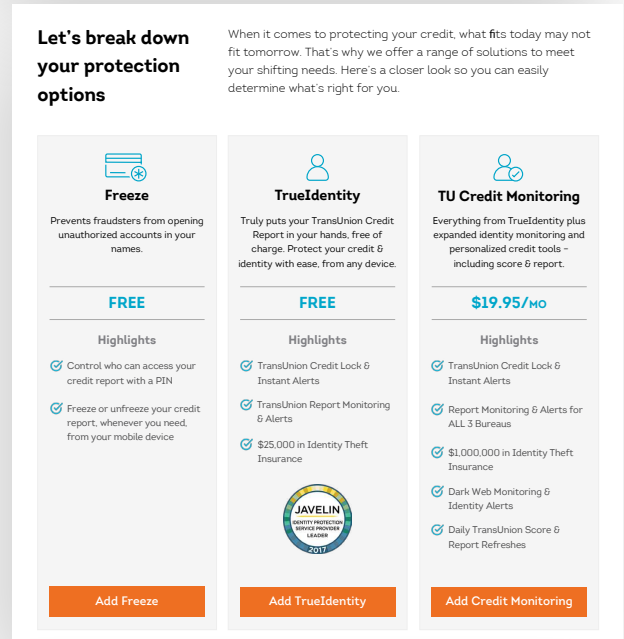 Let's break down
your protection
options
When it comes to protecting your credit, what fits today may not
fit tomorrow. That's why we offer a range of solutions to meet
your shifting needs. Here's a closer look so you can easily
determine what's right for you.
Freeze
Prevents fraudsters from opening
unauthorized accounts in your
names.
FREE
Highlights
Control who can access your
credit report with a PIN
Freeze or unfreeze your credit
report, whenever you need,
from your mobile device
Add Freeze
TrueIdentity
Truly puts your TransUnion Credit
Report in your hands, free of
charge. Protect your credit &
identity with ease, from any device.
FREE
Highlights
TransUnion Credit Lock &
Instant Alerts
TransUnion Report Monitoring
& Alerts
$25,000 in Identity Theft
Insurance
JAVELIN
IDENTITY PROTECTION
SERVICE PROVIDER
LEADER
2017
Add TrueIdentity
TU Credit Monitoring
Everything from TrueIdentity plus
expanded identity monitoring and
personalized credit tools –
including score & report.
$19.95/MO
Highlights
TransUnion Credit Lock &
Instant Alerts
Report Monitoring & Alerts for
ALL 3 Bureaus
$1,000,000 in Identity Theft
Insurance
Dark Web Monitoring &
Identity Alerts
Daily TransUnion Score &
Report Refreshes
Add Credit Monitoring